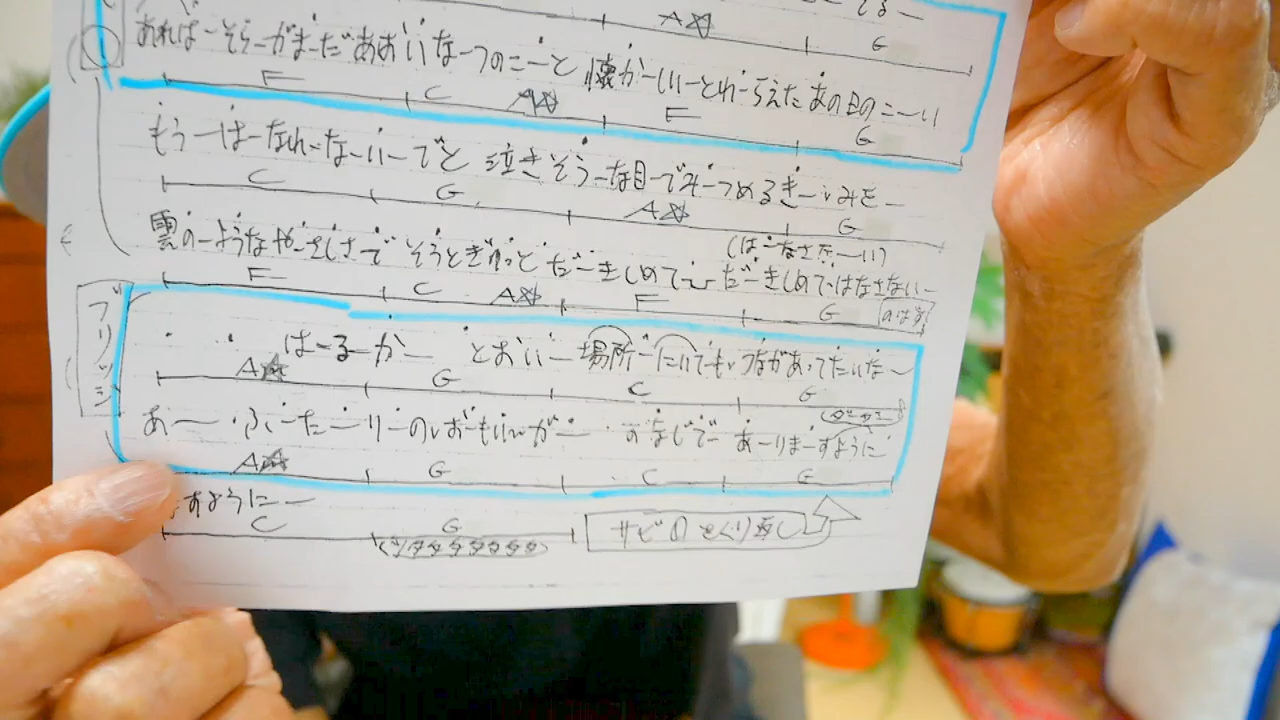 A☆ G
あれば〜そらーがまーだあおいなーつのこーと 懐かーしいーとわーらえたあの日のこーい
F C A☆ F G
もうーはーなれーなーいーでと 泣きそうーな目ーでみーつめるきーみをー
C G A☆ G
(はーなさなーい)
雲のーようなやーさしさで そうときゅっと だーきしめてぇ だーきしめてはなさないー
F C A☆ F G
ブリッジ
はーるーかー とおいー場所ーにいてもつながあってたいなー
A☆ G C G
あー ふーたーりーのおもいーがー おなじでー あーりまーすように
A☆ G C G
ますように一
C G
サビのくり返し